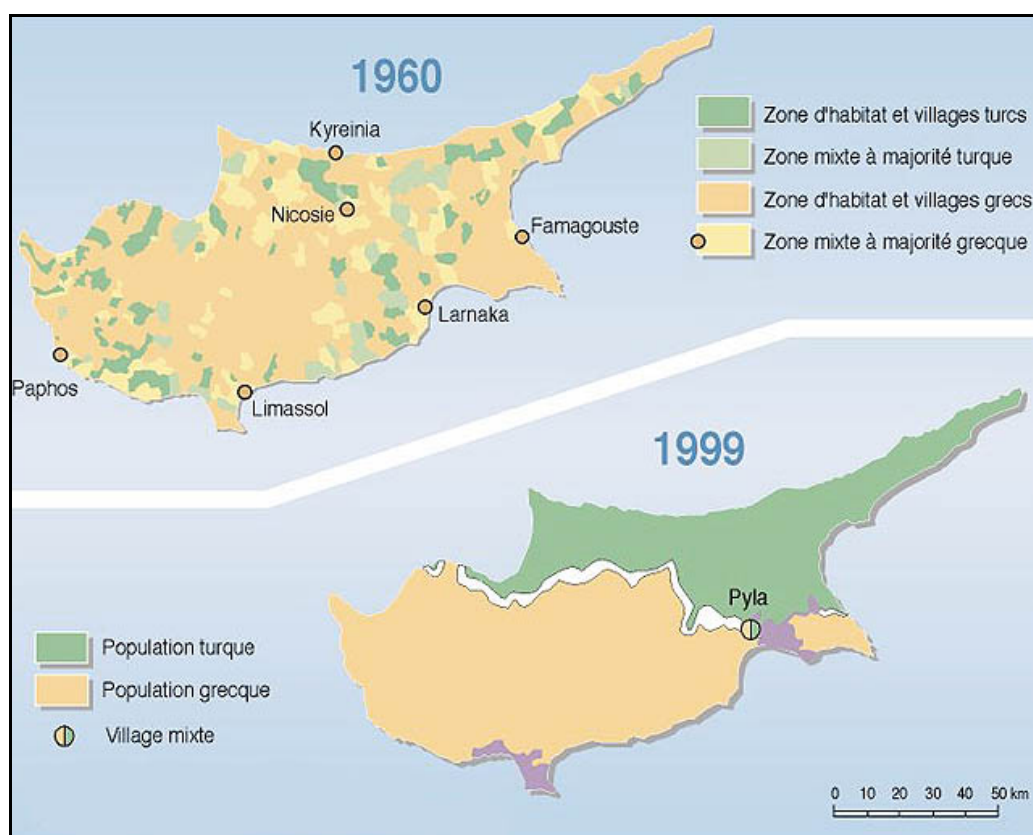 1960
Kyreinia
Nicosie
Famagouste
Larnaka
Paphos
Limassol
Zone d'habitat et villages turcs
Zone mixte à majorité turque
Zone d'habitat et villages grecs
Zone mixte à majorité grecque
1999
Pyla
Population turque
Population grecque
Village mixte
0 10 20 30 40 50 km